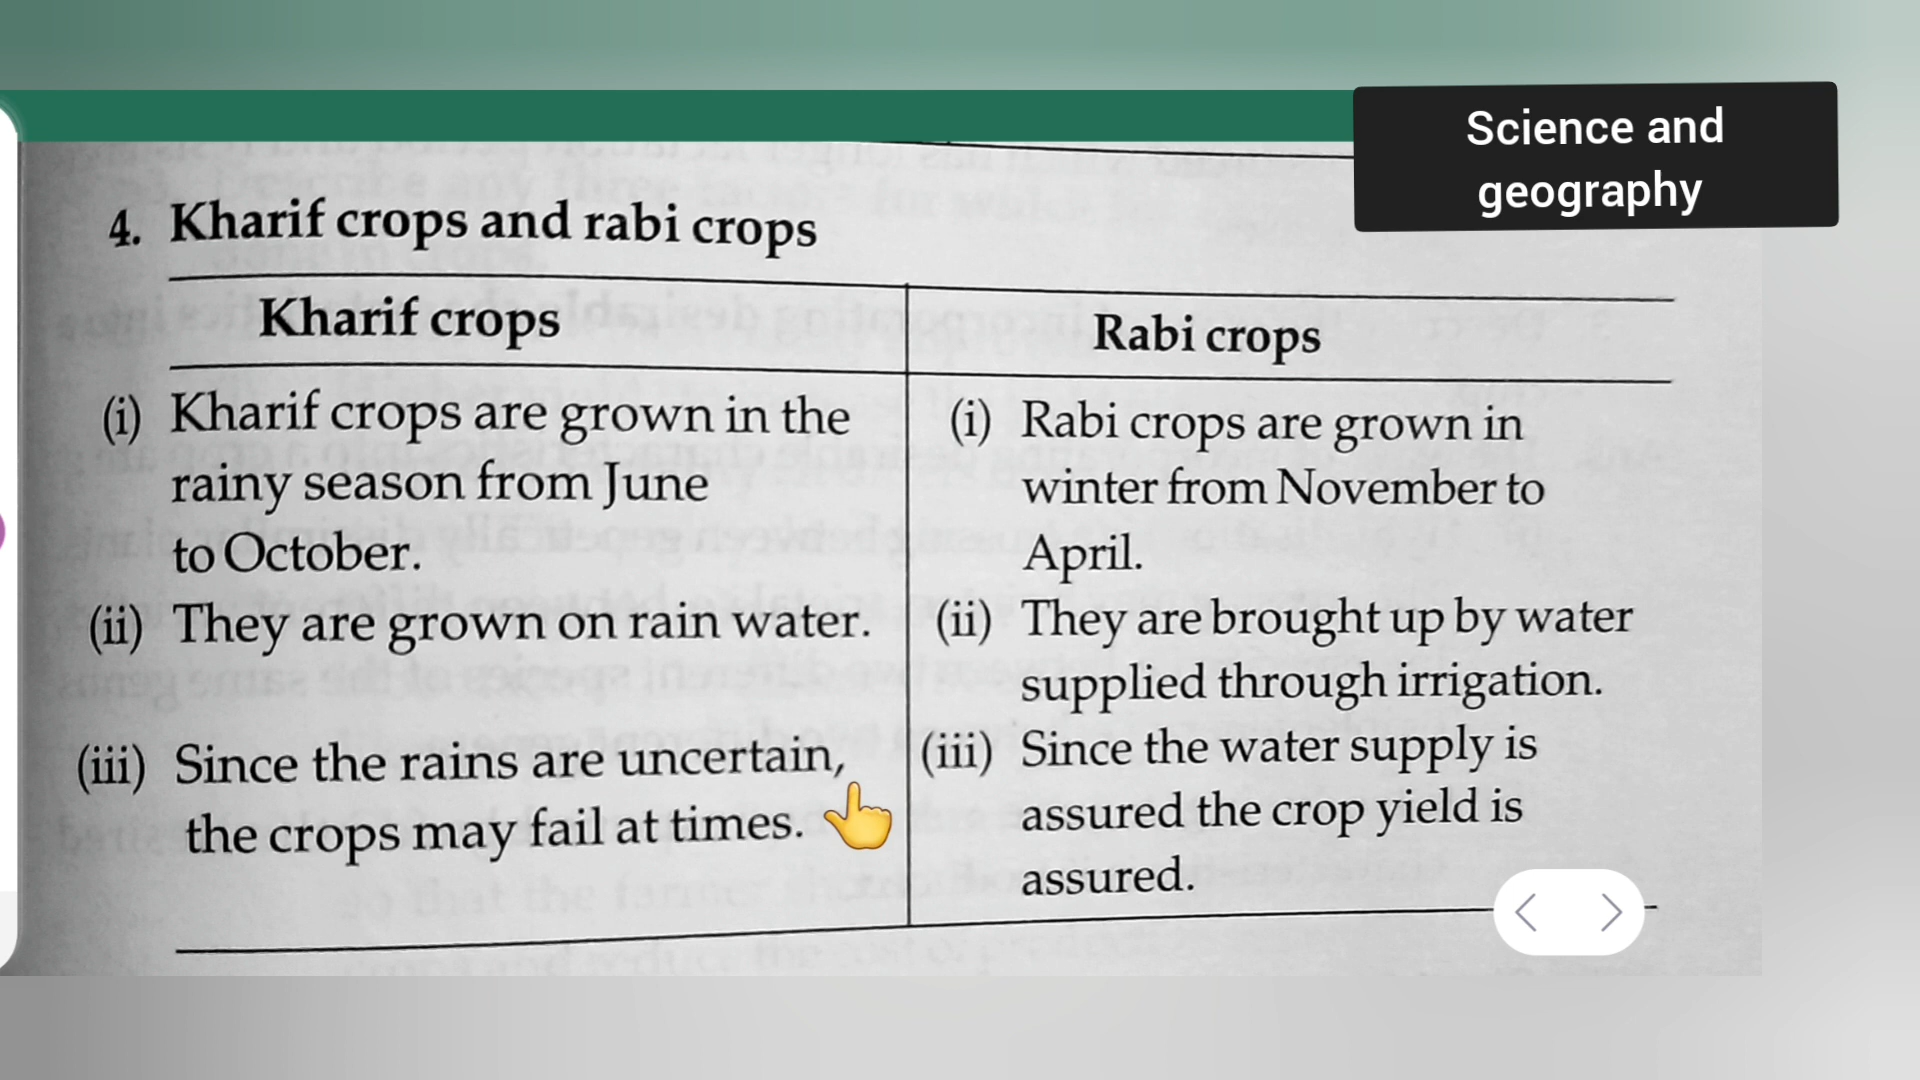 Science and
geography
4. Kharif crops and rabi crops
Kharif crops
Rabi crops
(i) Kharif crops are grown in the
rainy season from June
to October.
(ii) They are grown on rain water.
(iii) Since the rains are uncertain,
the crops may fail at times.
(i) Rabi crops are grown in
winter from November to
April.
(ii) They are brought up by water
supplied through irrigation.
(iii) Since the water supply is
assured the crop yield is
assured.